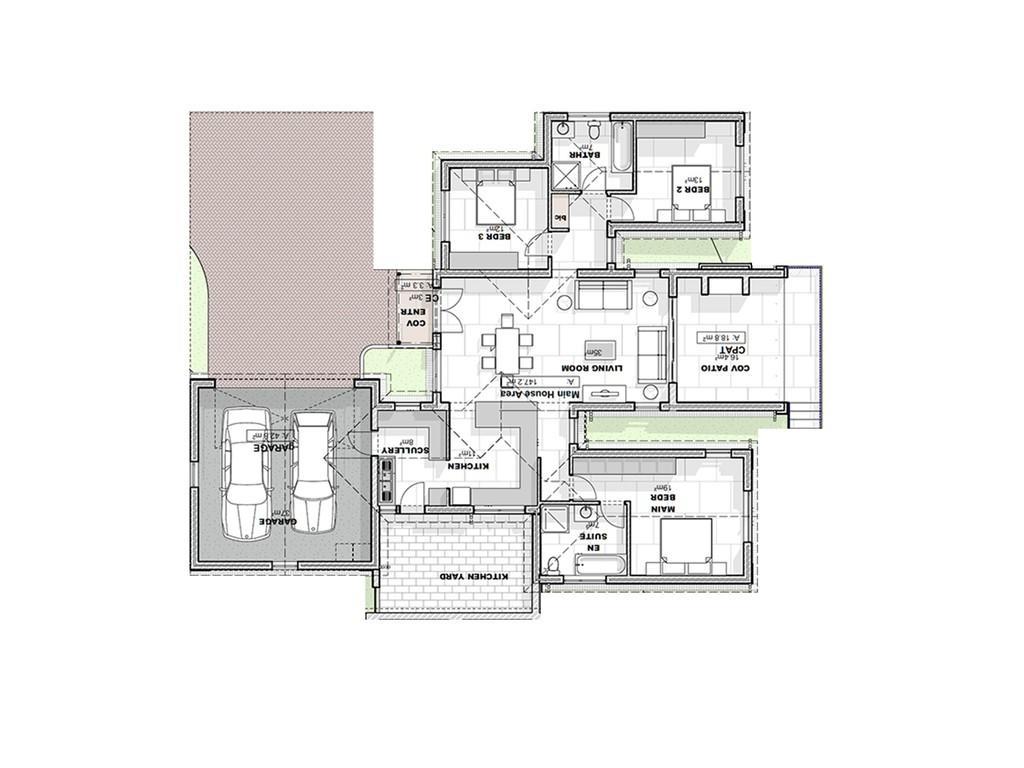 BATHR
7m²
BEDR 2
13m²
BEDR 3
12m²
bic
COV
ENTR
CE 3m²
A: 3.3 m²
LIVING ROOM
35m²
Main House Area
A: 147.2 m²
COV PATIO
16.4m²
CPAT
A: 18.8 m²
SCULLERY
8m²
KITCHEN
11m²
GARAGE
37m²
GARAGE
A: 42.8 m²
MAIN
BEDR
19m²
EN
SUITE
7m²
KITCHEN YARD